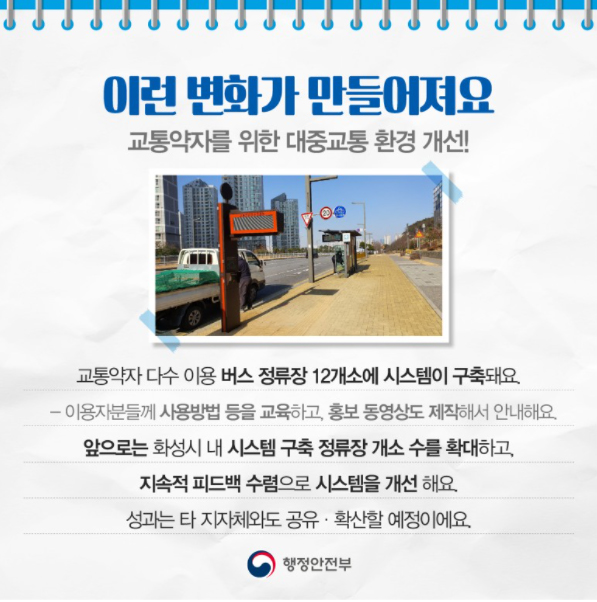 이런 변화가 만들어져요
교통약자를 위한 대중교통 환경 개선!
30
교통약자 다수 이용 버스 정류장 12개소에 시스템이 구축돼요.
- 이용자분들께 사용방법 등을 교육하고, 홍보 동영상도 제작해서 안내해요.
앞으로는 화성시 내 시스템 구축 정류장 개소 수를 확대하고,
지속적 피드백 수렴으로 시스템을 개선 해요.
성과는 타 지자체와도 공유 · 확산할 예정이에요.
행정안전부